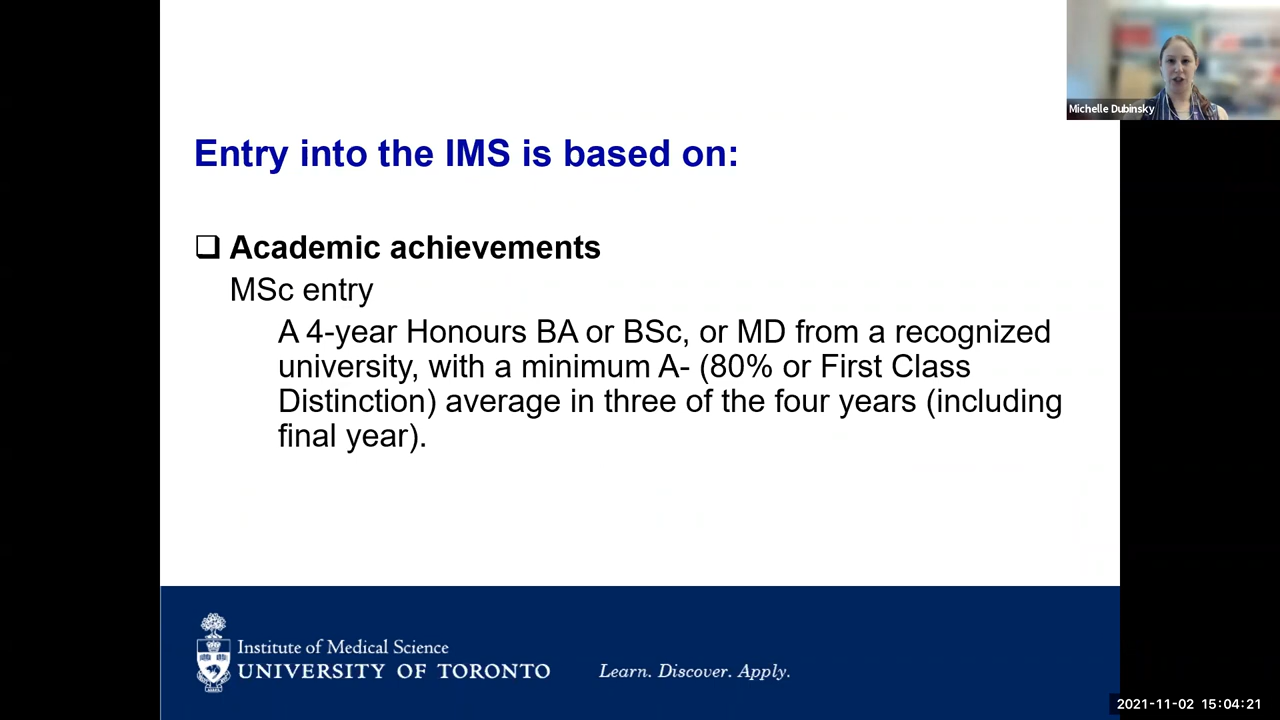 Michelle Dubinsky
Entry into the IMS is based on:
❑ Academic achievements
MSc entry
A 4-year Honours BA or BSc, or MD from a recognized
university, with a minimum A- (80% or First Class
Distinction) average in three of the four years (including
final year).
Institute of Medical Science
UNIVERSITY OF TORONTO
Learn. Discover. Apply.
2021-11-02 15:04:21